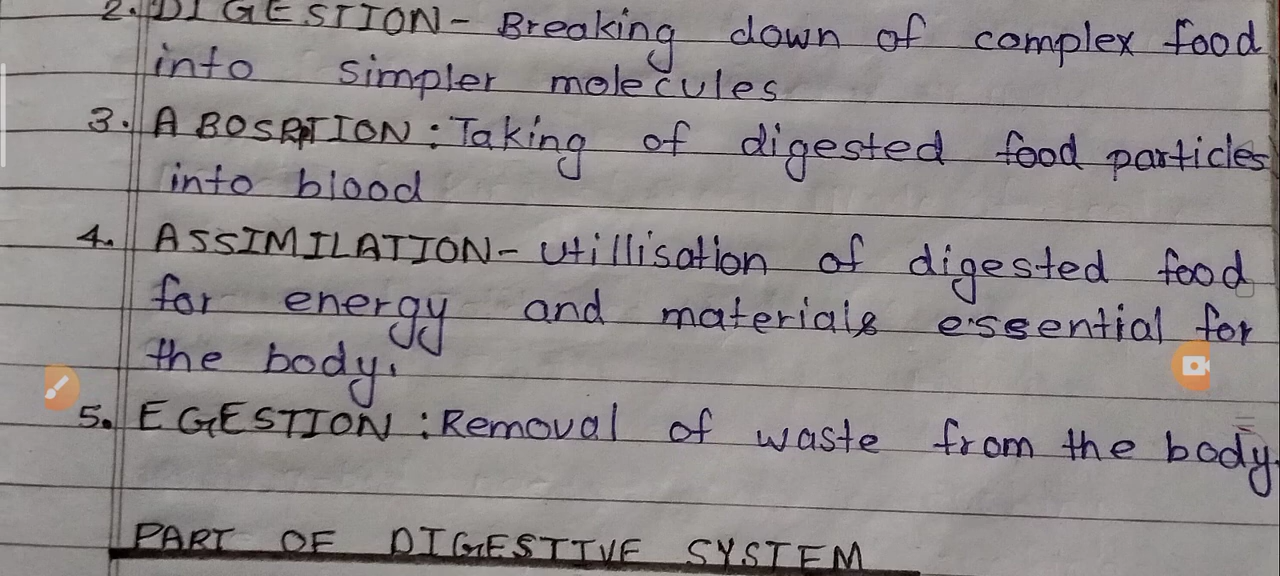 2. DIGESTION- Breaking down of complex food
into simpler molecules
3. ABOSRPTION: Taking of digested food particles
into blood
4. ASSIMILATION- Utillisation of digested food
for energy and materials essential for
the body.
5. EGESTION: Removal of waste from the body.
PART OF DIGESTIVE SYSTEM